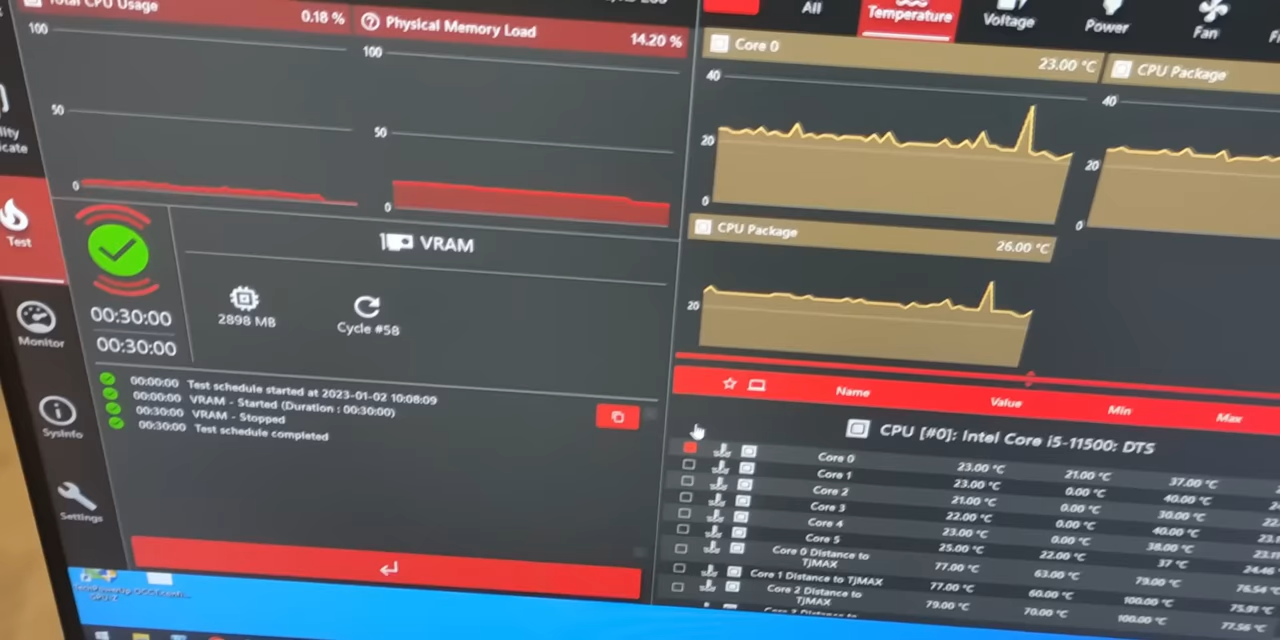 Total CPU Usage
0.18 %
Physical Memory Load
14.20 %
100
50
0
100
50
0
All
Temperature
Voltage
Power
Fan
Core 0
23.00 °C
40
20
0
CPU Package
40
20
0
CPU Package
26.00 °C
20
Test
Monitor
SysInfo
Settings
00:30:00
00:30:00
VRAM
2898 MB
Cycle #58
00:00:00 Test schedule started at 2023-01-02 10:08:09
00:00:00 VRAM - Started (Duration : 00:30:00)
00:30:00 VRAM - Stopped
00:30:00 Test schedule completed
Name Value Min Max
CPU [#0]: Intel Core i5-11500: DTS
Core 0 23.00 °C 21.00 °C 37.00 °C
Core 1 23.00 °C 0.00 °C 40.00 °C
Core 2 21.00 °C 0.00 °C 30.00 °C
Core 3 22.00 °C 0.00 °C 40.00 °C
Core 4 23.00 °C 0.00 °C 38.00 °C
Core 5 25.00 °C 22.00 °C 37 °C
Core 0 Distance to TjMAX 77.00 °C 63.00 °C 79.00 °C
Core 1 Distance to TjMAX 77.00 °C 60.00 °C 100.00 °C
Core 2 Distance to TjMAX 79.00 °C 70.00 °C 100.00 °C